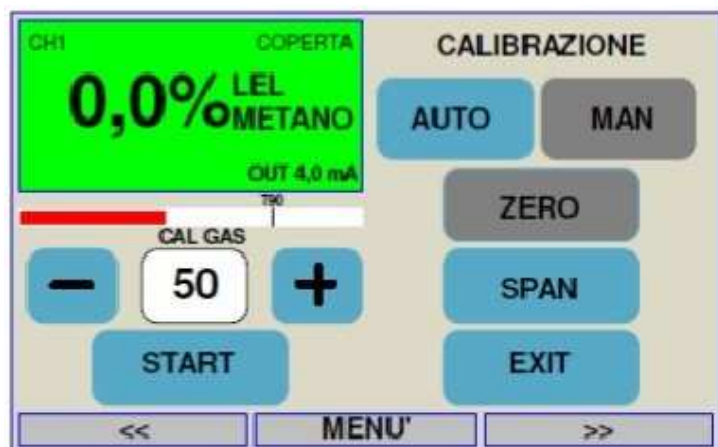 CH1 COPERTA
0,0% LEL
METANO
OUT 4,0 mA
T90
CAL GAS
− 50 +
START
CALIBRAZIONE
AUTO MAN
ZERO
SPAN
EXIT
<< MENU' >>